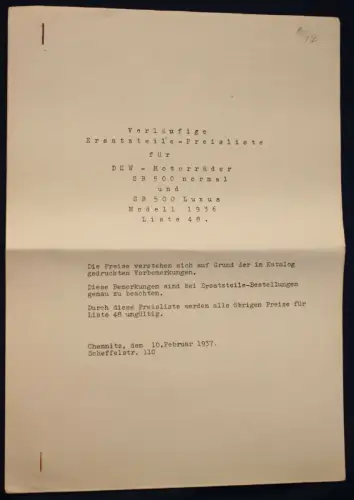 Vorläufige
Ersatzteile-Preisliste
für
DKW - Motorräder
SB 500 normal
und
SB 500 Luxus
Modell 1936
Liste 48.
Die Preise verstehen sich auf Grund der im Katalog
gedruckten Vorbemerkungen.
Diese Bemerkungen sind bei Ersatzteile-Bestellungen
genau zu beachten.
Durch diese Preisliste werden alle übrigen Preise für
Liste 48 ungültig.
Chemnitz, den 10.Februar 1937.
Scheffelstr. 110